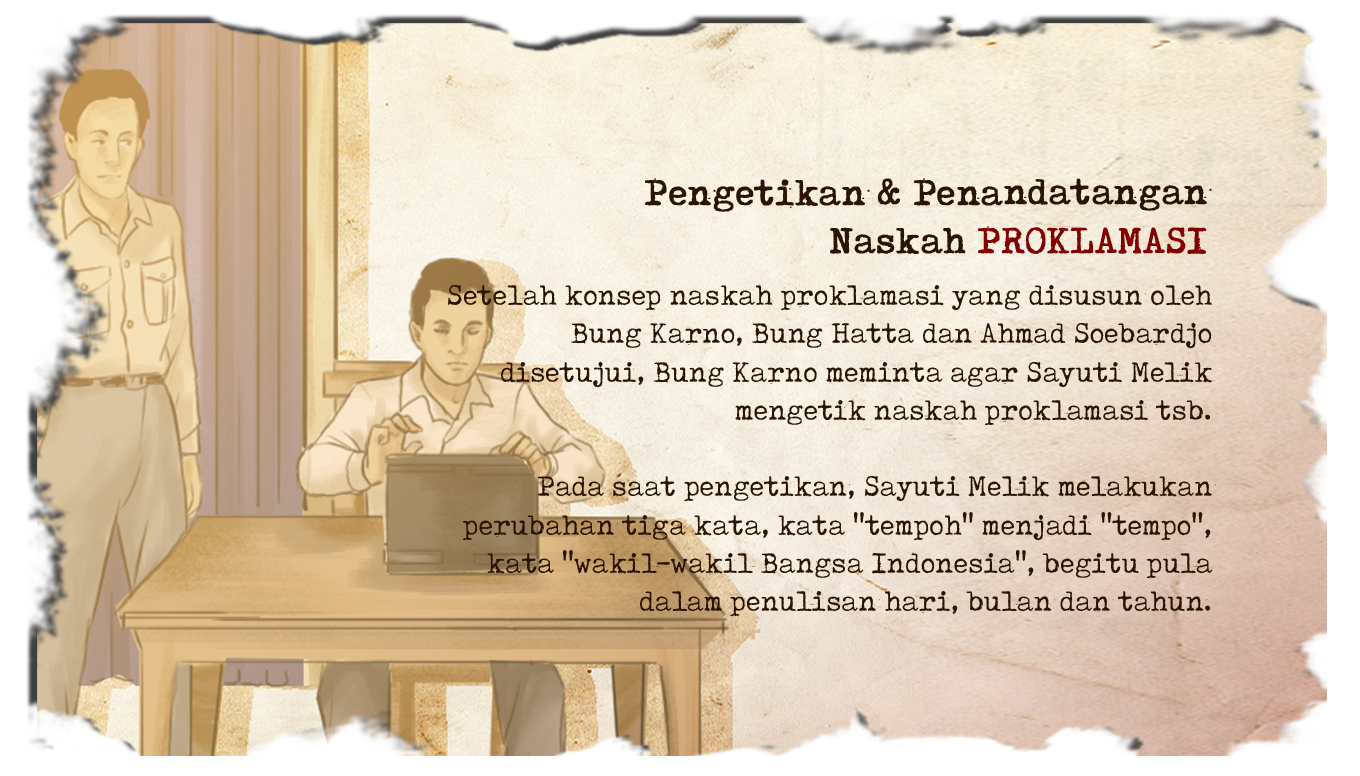 Pengetikan & Penandatangan
Naskah PROKLAMASI
Setelah konsep naskah proklamasi yang disusun oleh
Bung Karno, Bung Hatta dan Ahmad Soebardjo
disetujui, Bung Karno meminta agar Sayuti Melik
mengetik naskah proklamasi tsb.
Pada saat pengetikan, Sayuti Melik melakukan
perubahan tiga kata, kata "tempoh" menjadi "tempo",
kata "wakil-wakil Bangsa Indonesia", begitu pula
dalam penulisan hari, bulan dan tahun.